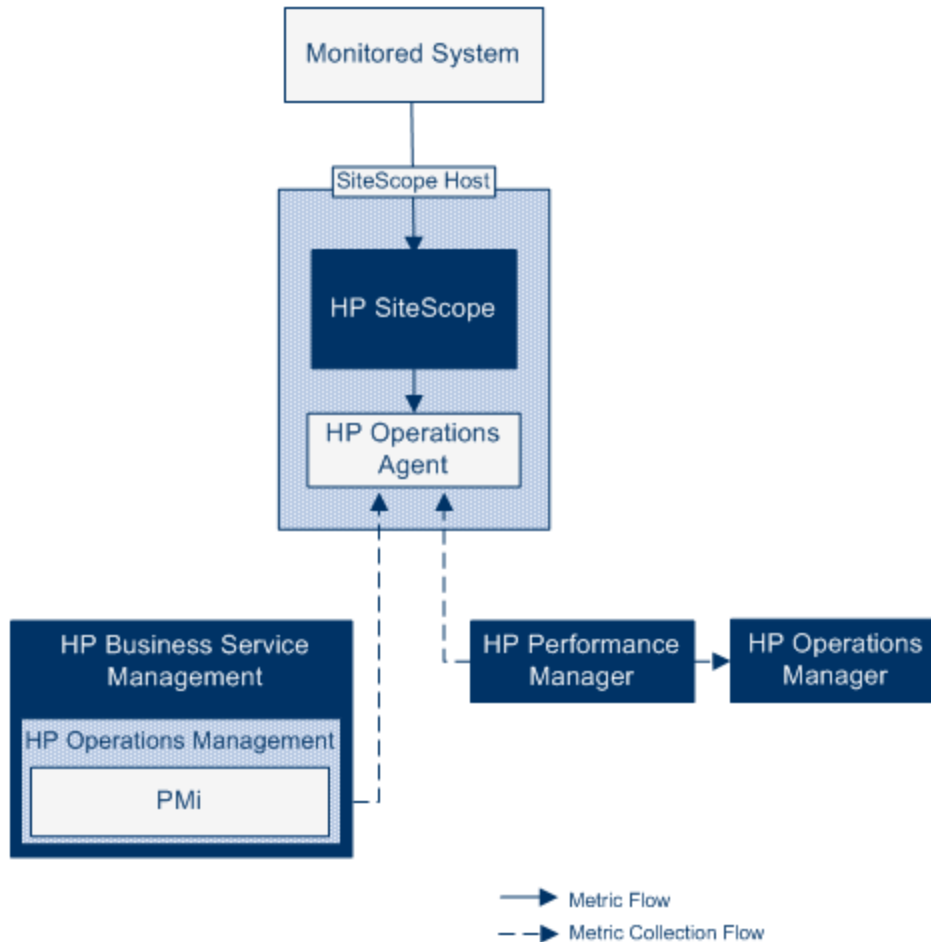 Monitored System
SiteScope Host
HP SiteScope
HP Operations
Agent
HP Business Service
Management
HP Operations Management
PMi
HP Performance
Manager
HP Operations
Manager
Metric Flow
Metric Collection Flow